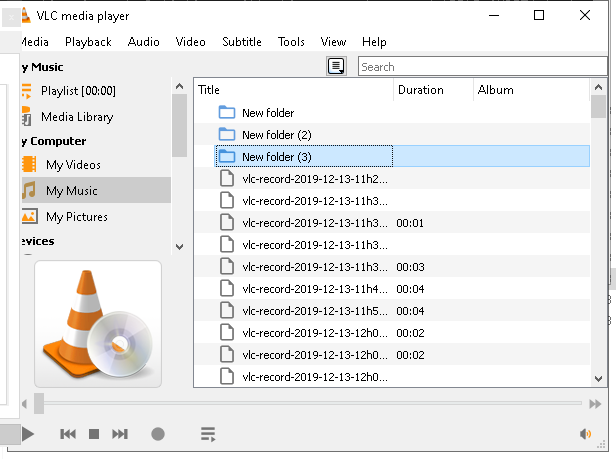 VLC media player
Media Playback Audio Video Subtitle Tools View Help
y Music
Search
Playlist [00:00]
Media Library
y Computer
My Videos
My Music
My Pictures
evices
Title Duration Album
New folder
New folder (2)
New folder (3)
vlc-record-2019-12-13-11h2...
vlc-record-2019-12-13-11h3...
vlc-record-2019-12-13-11h3... 00:01
vlc-record-2019-12-13-11h3...
vlc-record-2019-12-13-11h3... 00:03
vlc-record-2019-12-13-11h4... 00:04
vlc-record-2019-12-13-11h5... 00:04
vlc-record-2019-12-13-12h0... 00:02
vlc-record-2019-12-13-12h0... 00:02
vlc-record-2019-12-13-12h0...